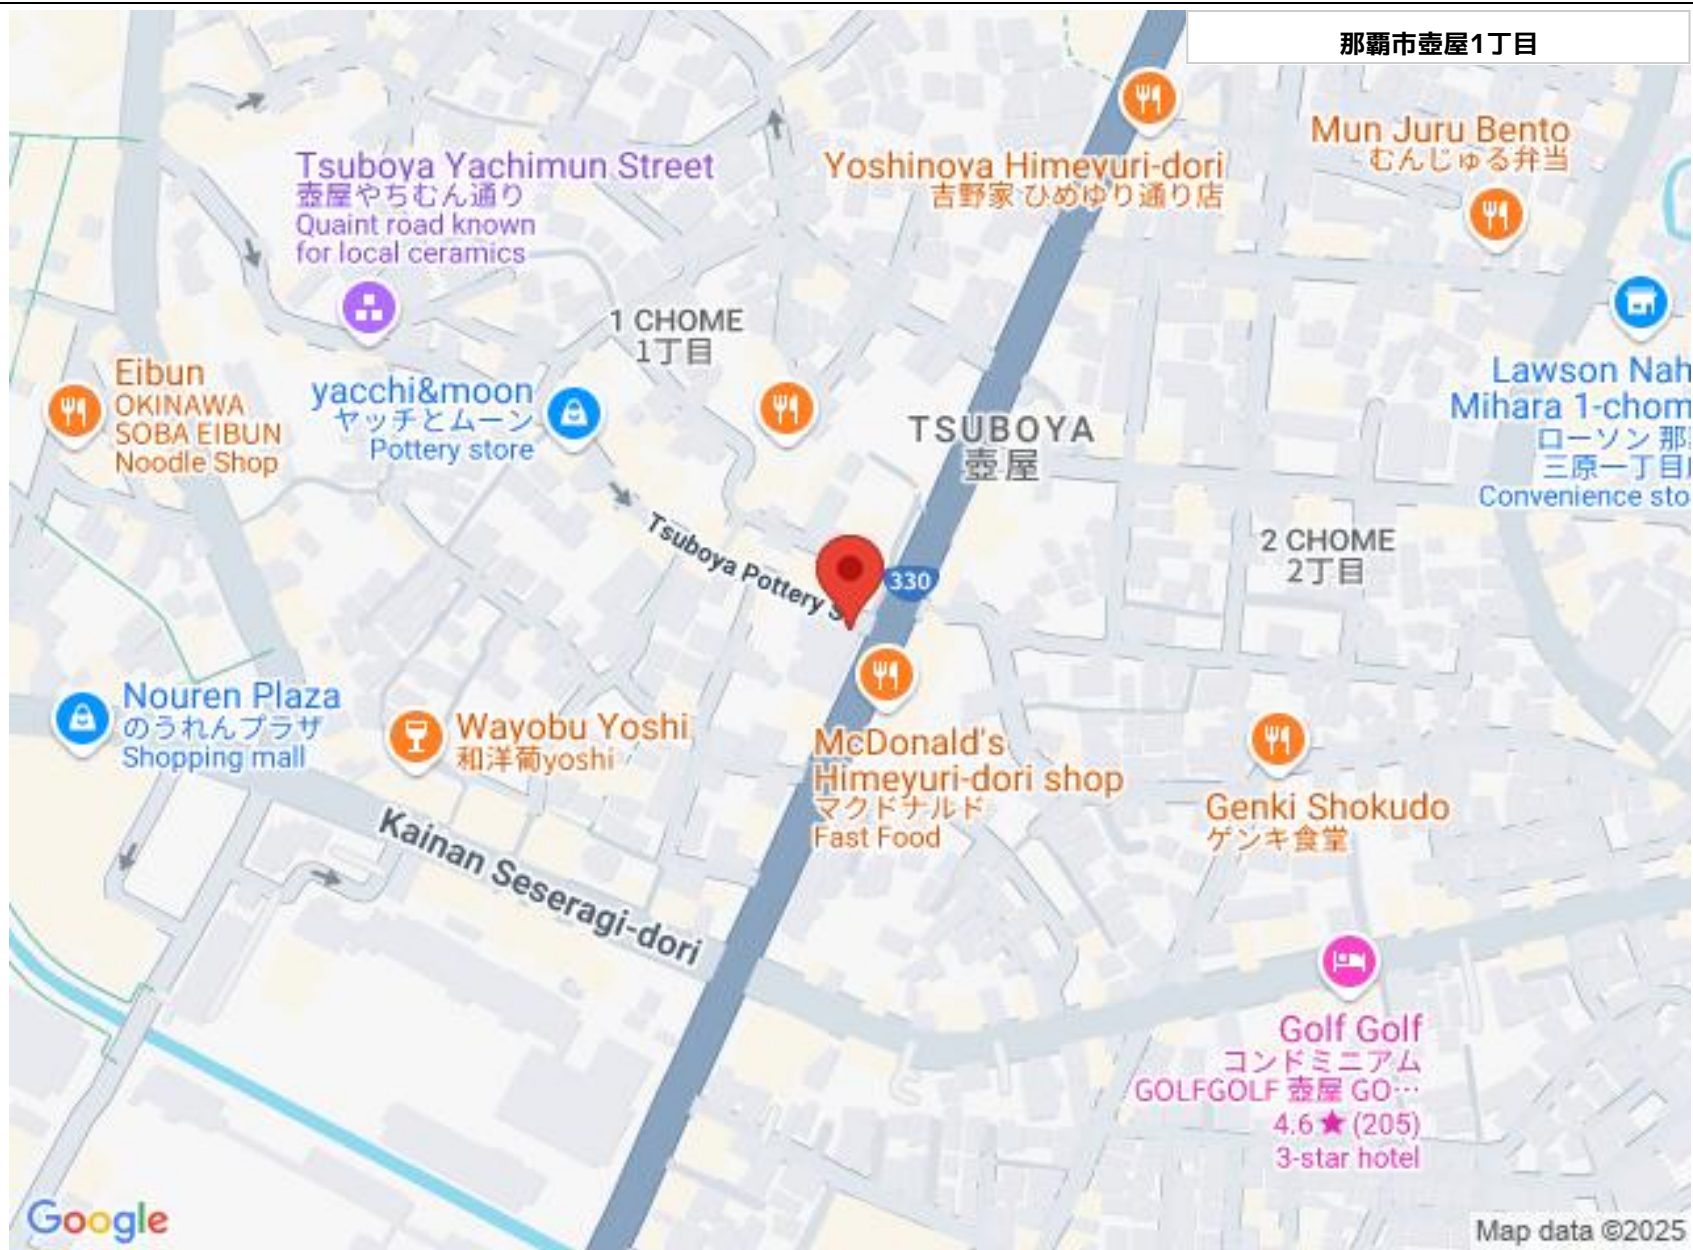 那覇市壺屋1丁目
Mun Juru Bento
むんじゅる弁当
Tsuboya Yachimun Street
壺屋やちむん通り
Quaint road known
for local ceramics
Yoshinoya Himeyuri-dori
吉野家 ひめゆり通り店
1 CHOME
1丁目
Eibun
OKINAWA
SOBA EIBUN
Noodle Shop
yacchi&moon
ヤッチとムーン
Pottery store
TSUBOYA
壺屋
Lawson Nah
Mihara 1-chom
ローソン 那
三原一丁目
Convenience sto
Tsuboya Pottery S
330
2 CHOME
2丁目
Nouren Plaza
のうれんプラザ
Shopping mall
Wayobu Yoshi
和洋葡yoshi
McDonald's
Himeyuri-dori shop
マクドナルド
Fast Food
Genki Shokudo
ゲンキ食堂
Kainan Seseragi-dori
Golf Golf
コンドミニアム
GOLFGOLF 壺屋 GO…
4.6★(205)
3-star hotel
Google
Map data ©2025